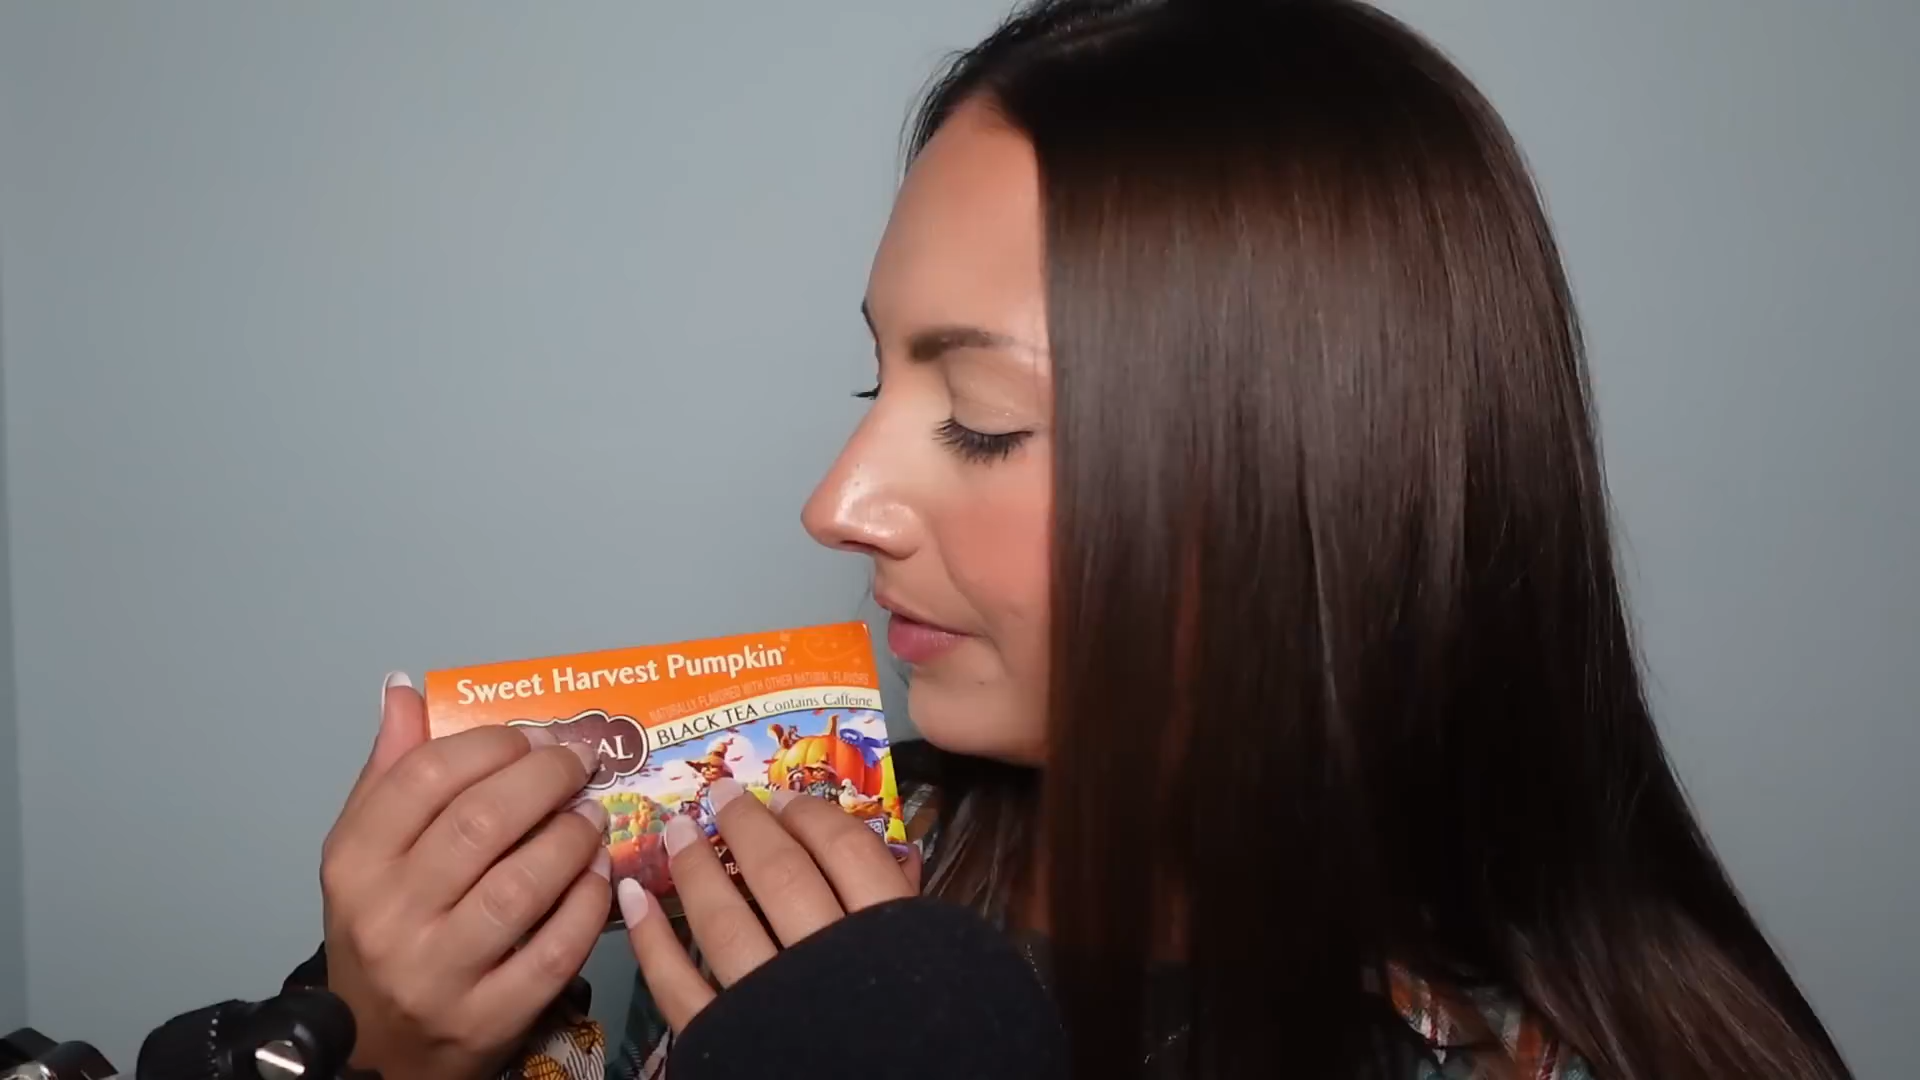 Sweet Harvest Pumpkin®
NATURALLY FLAVORED WITH OTHER NATURAL FLAVORS
BLACK TEA Contains Caffeine